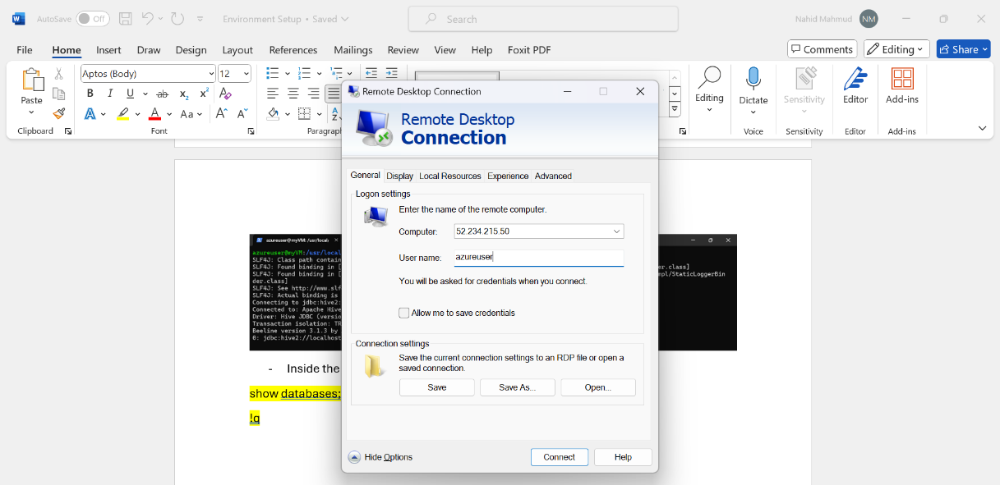 AutoSave Off Environment Setup • Saved Search Nahid Mahmud NM
File Home Insert Draw Design Layout References Mailings Review View Help Foxit PDF Comments Editing Share
Paste Aptos (Body) 12 Editing Dictate Sensitivity Editor Add-ins
Clipboard Font Paragraph Voice Sensitivity Editor Add-ins
Remote Desktop Connection
Remote Desktop
Connection
General Display Local Resources Experience Advanced
Logon settings
Enter the name of the remote computer.
Computer: 52.234.215.50
User name: azureuser
You will be asked for credentials when you connect.
Allow me to save credentials
Connection settings
Save the current connection settings to an RDP file or open a
saved connection.
Save Save As... Open...
Hide Options Connect Help
azureuser@myVM: /usr/local
azureuser@myVM:/usr/local
SLF4J: Class path contain
SLF4J: Found binding in [
SLF4J: Found binding in [
der.class]
SLF4J: See http://www.slf
SLF4J: Actual binding is
Connecting to jdbc:hive2:
Connected to: Apache Hive
Driver: Hive JDBC (versio
Transaction isolation: TR
Beeline version 3.1.3 by
0: jdbc:hive2://localhost
er.class]
mpl/StaticLoggerBin
- Inside the
show databases;
!q